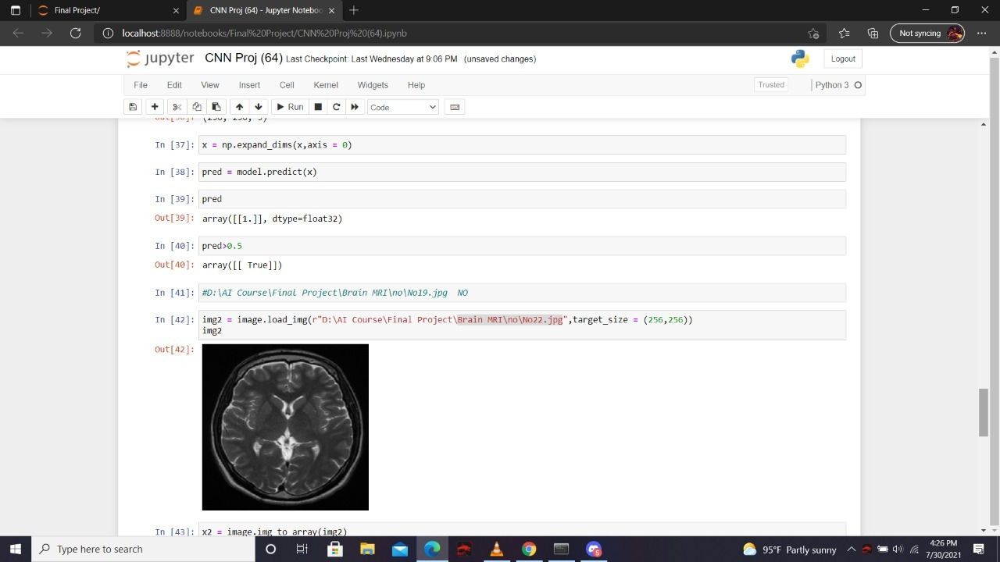 Final Project/
CNN Proj (64) - Jupyter Noteboo
localhost:8888/notebooks/Final%20Project/CNN%20Proj%20(64).ipynb
Not syncing
jupyter CNN Proj (64) Last Checkpoint: Last Wednesday at 9:06 PM (unsaved changes)
Logout
File Edit View Insert Cell Kernel Widgets Help
Trusted
Python 3
Run
Code
Out[36]: (256, 256, 3)
In [37]: x = np.expand_dims(x,axis = 0)
In [38]: pred = model.predict(x)
In [39]: pred
Out[39]: array([[1.]], dtype=float32)
In [40]: pred>0.5
Out[40]: array([[ True]])
In [41]: #D:\AI Course\Final Project\Brain MRI\no\No19.jpg  NO
In [42]: img2 = image.load_img(r"D:\AI Course\Final Project\Brain MRI\no\No22.jpg",target_size = (256,256))
img2
Out[42]:
In [43]: x2 = image.img_to_array(img2)
Type here to search
95°F Partly sunny
4:26 PM
7/30/2021